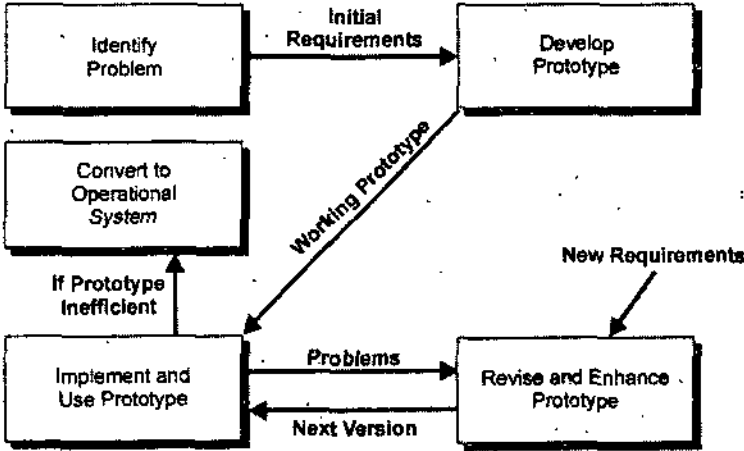 Identify
Problem
Initial
Requirements
Develop
Prototype
Convert to
Operational
System
Working Prototype
New Requirements
If Prototype
Inefficient
Implement and
Use Prototype
Problems
Next Version
Revise and Enhance
Prototype